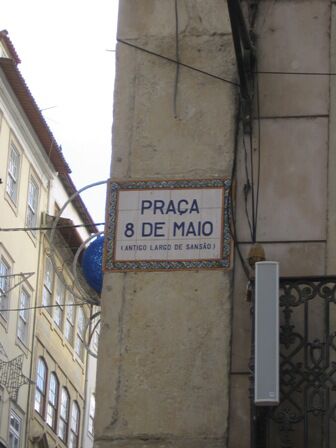 PRAÇA
8 DE MAIO
(ANTIGO LARGO DE SANSÃO)